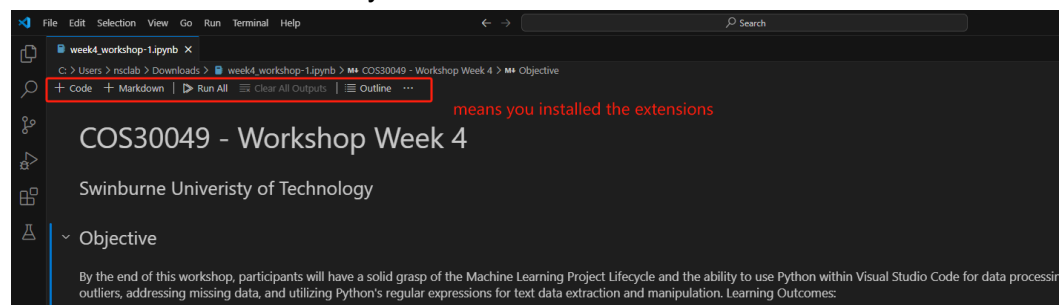 File Edit Selection View Go Run Terminal Help Search
week4_workshop-1.ipynb
C: > Users > nsclab > Downloads > week4_workshop-1.ipynb > M+ COS30049 - Workshop Week 4 > M+ Objective
+ Code + Markdown | Run All Clear All Outputs | Outline ...
means you installed the extensions
COS30049 - Workshop Week 4
Swinburne Univeristy of Technology
Objective
By the end of this workshop, participants will have a solid grasp of the Machine Learning Project Lifecycle and the ability to use Python within Visual Studio Code for data processin
outliers, addressing missing data, and utilizing Python's regular expressions for text data extraction and manipulation. Learning Outcomes: